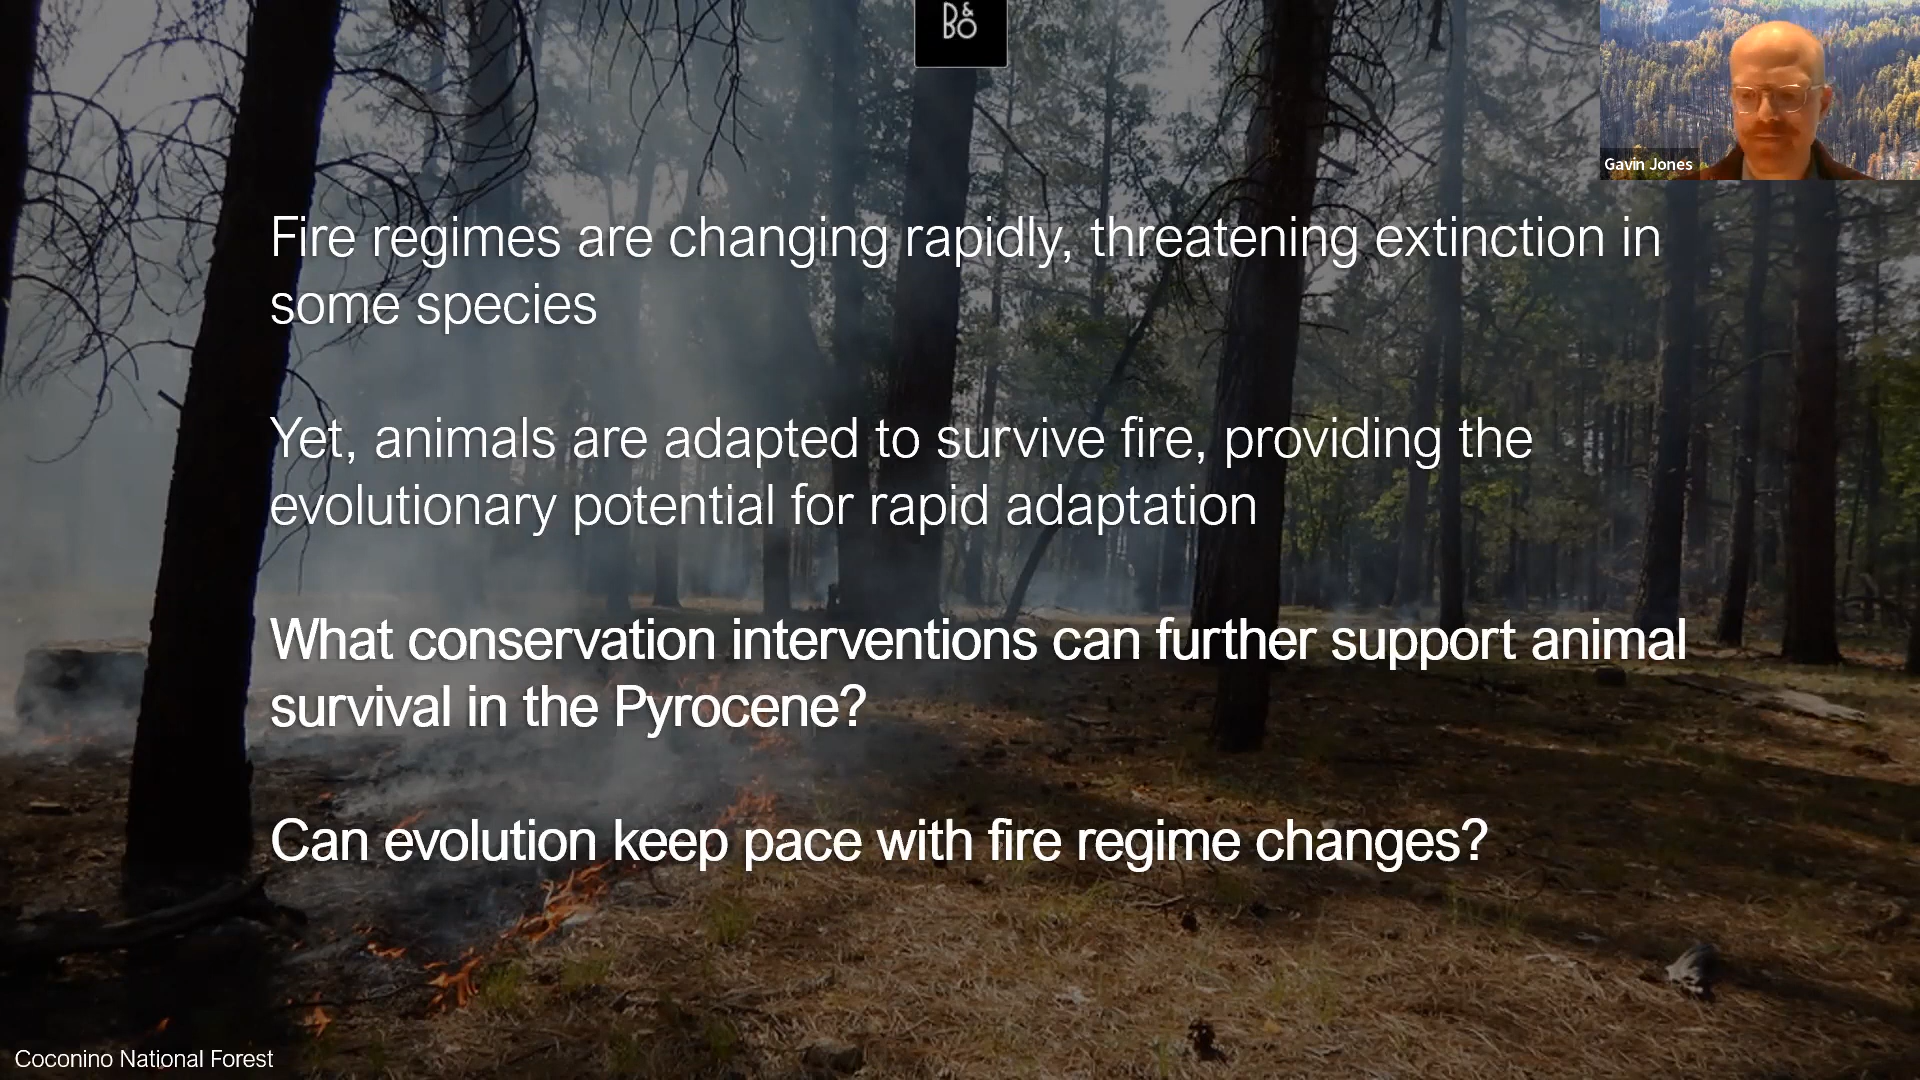 B&O
Gavin Jones
Fire regimes are changing rapidly, threatening extinction in
some species
Yet, animals are adapted to survive fire, providing the
evolutionary potential for rapid adaptation
What conservation interventions can further support animal
survival in the Pyrocene?
Can evolution keep pace with fire regime changes?
Coconino National Forest